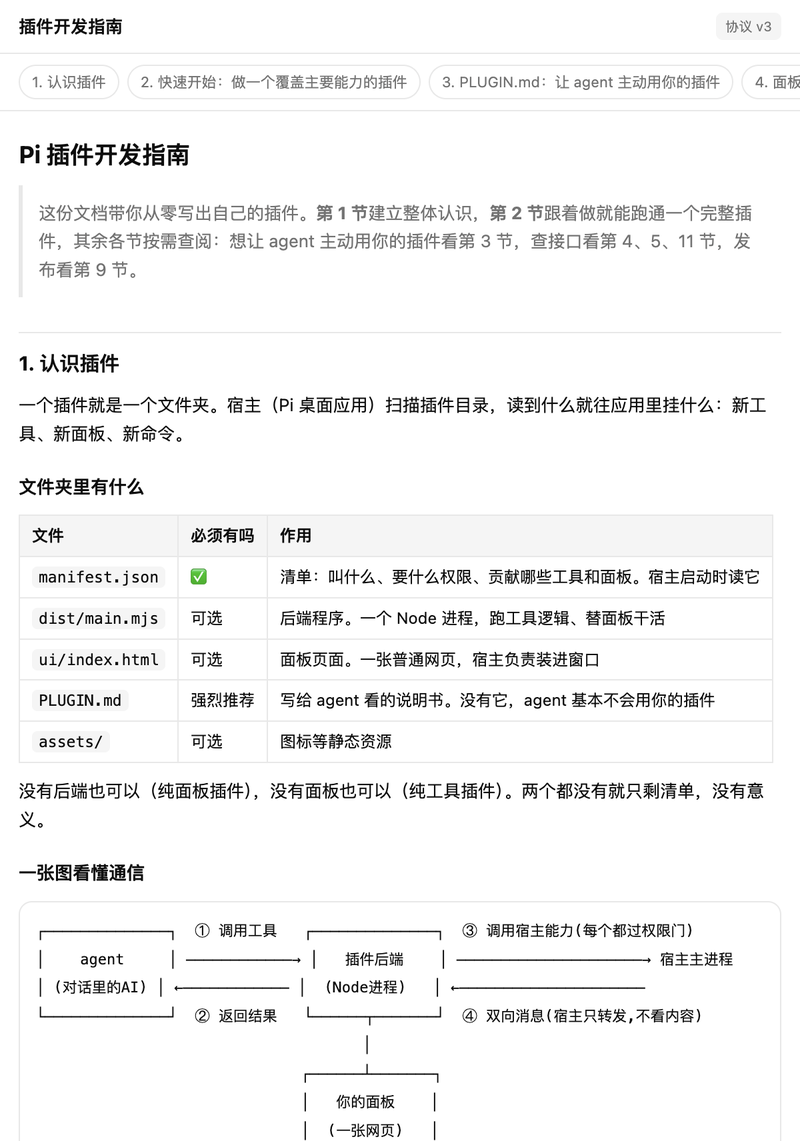 插件开发指南
协议 v3
1. 认识插件
2. 快速开始：做一个覆盖主要能力的插件
3. PLUGIN.md：让 agent 主动用你的插件
4. 面板
Pi 插件开发指南
这份文档带你从零写出自己的插件。第 1 节建立整体认识，第 2 节跟着做就能跑通一个完整插
件，其余各节按需查阅：想让 agent 主动用你的插件看第 3 节，查接口看第 4、5、11 节，发
布看第 9 节。
1. 认识插件
一个插件就是一个文件夹。宿主（Pi 桌面应用）扫描插件目录，读到什么就往应用里挂什么：新工
具、新面板、新命令。
文件夹里有什么
文件 必须有吗 作用
manifest.json ✅ 清单：叫什么、要什么权限、贡献哪些工具和面板。宿主启动时读它
dist/main.mjs 可选 后端程序。一个 Node 进程，跑工具逻辑、替面板干活
ui/index.html 可选 面板页面。一张普通网页，宿主负责装进窗口
PLUGIN.md 强烈推荐 写给 agent 看的说明书。没有它，agent 基本不会用你的插件
assets/ 可选 图标等静态资源
没有后端也可以（纯面板插件），没有面板也可以（纯工具插件）。两个都没有就只剩清单，没有意
义。
一张图看懂通信
① 调用工具 ③ 调用宿主能力(每个都过权限门)
agent 插件后端 宿主主进程
(对话里的AI) (Node进程)
② 返回结果 ④ 双向消息(宿主只转发,不看内容)
你的面板
(一张网页)